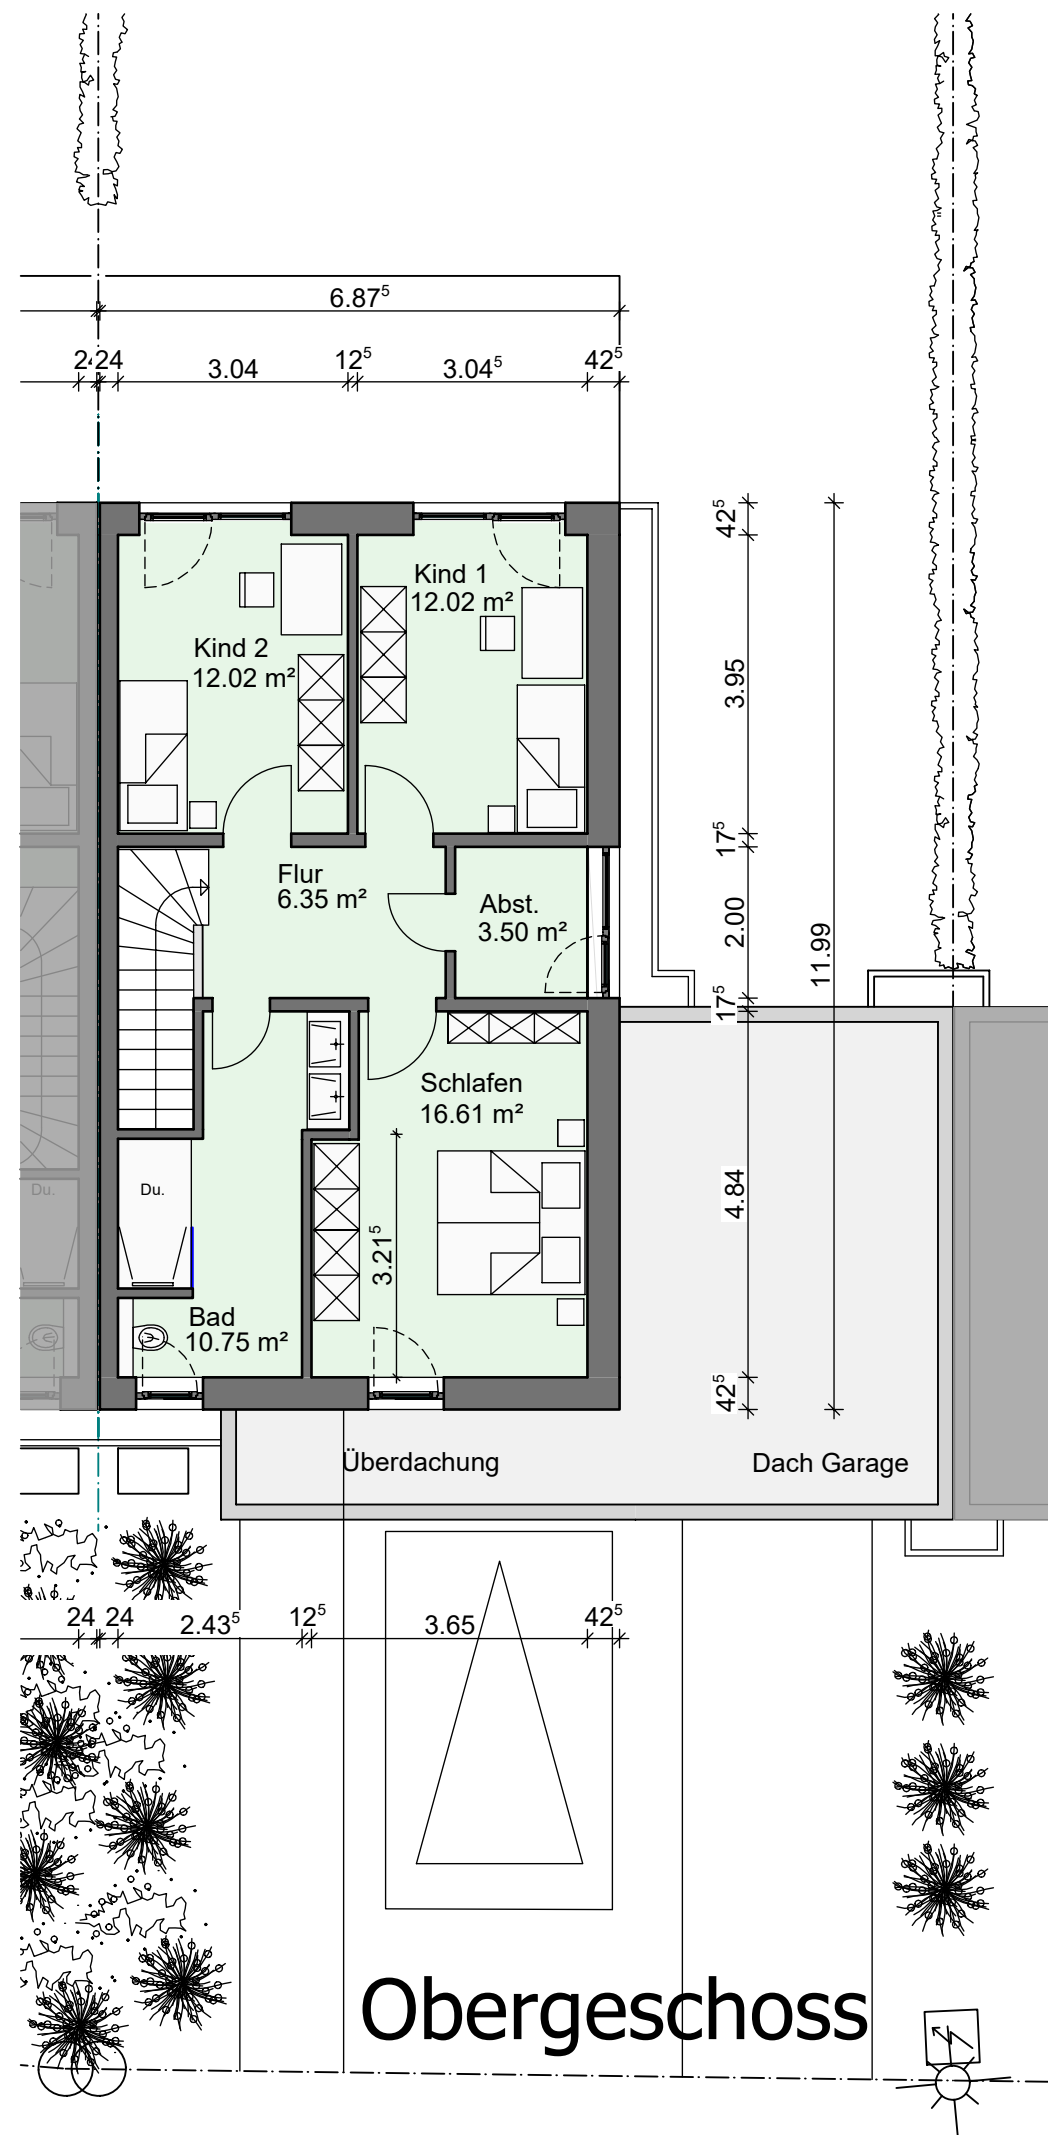 6.87⁵
24
24
3.04
12⁵
3.04⁵
42⁵
42⁵
Kind 1
12.02 m²
Kind 2
12.02 m²
3.95
17⁵
Flur
6.35 m²
Abst.
3.50 m²
2.00
11.99
17⁵
Schlafen
16.61 m²
Du.
Du.
4.84
3.21⁵
Bad
10.75 m²
42⁵
Überdachung
Dach Garage
24
24
2.43⁵
12⁵
3.65
42⁵
Obergeschoss